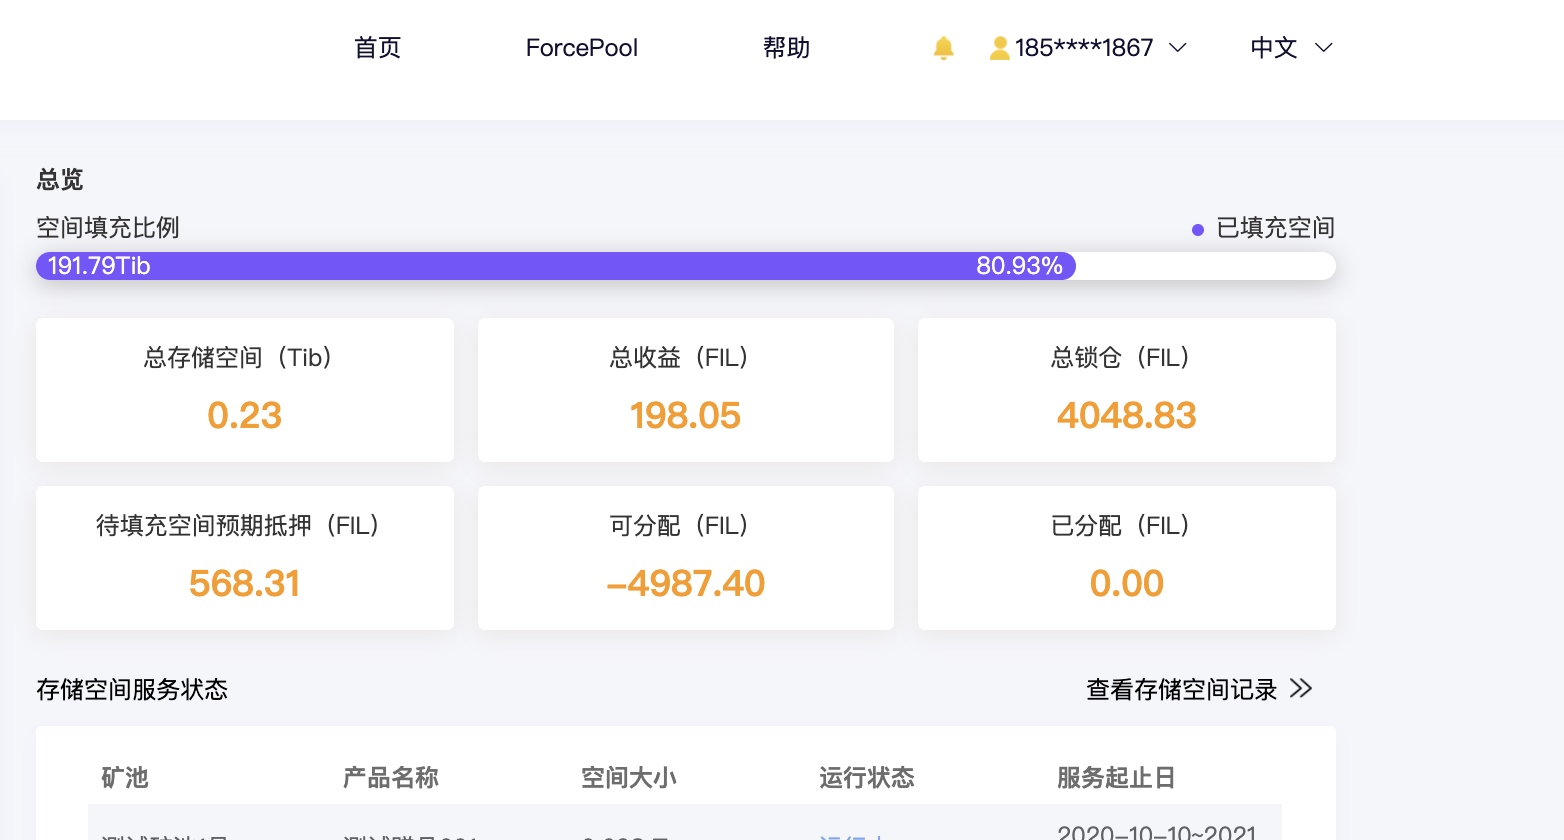 首页 ForcePool 帮助 185****1867 中文
总览
空间填充比例 已填充空间
191.79Tib 80.93%
总存储空间（Tib） 总收益（FIL） 总锁仓（FIL）
0.23 198.05 4048.83
待填充空间预期抵押（FIL） 可分配（FIL） 已分配（FIL）
568.31 -4987.40 0.00
存储空间服务状态 查看存储空间记录
矿池 产品名称 空间大小 运行状态 服务起止日
2020-10-10~2021